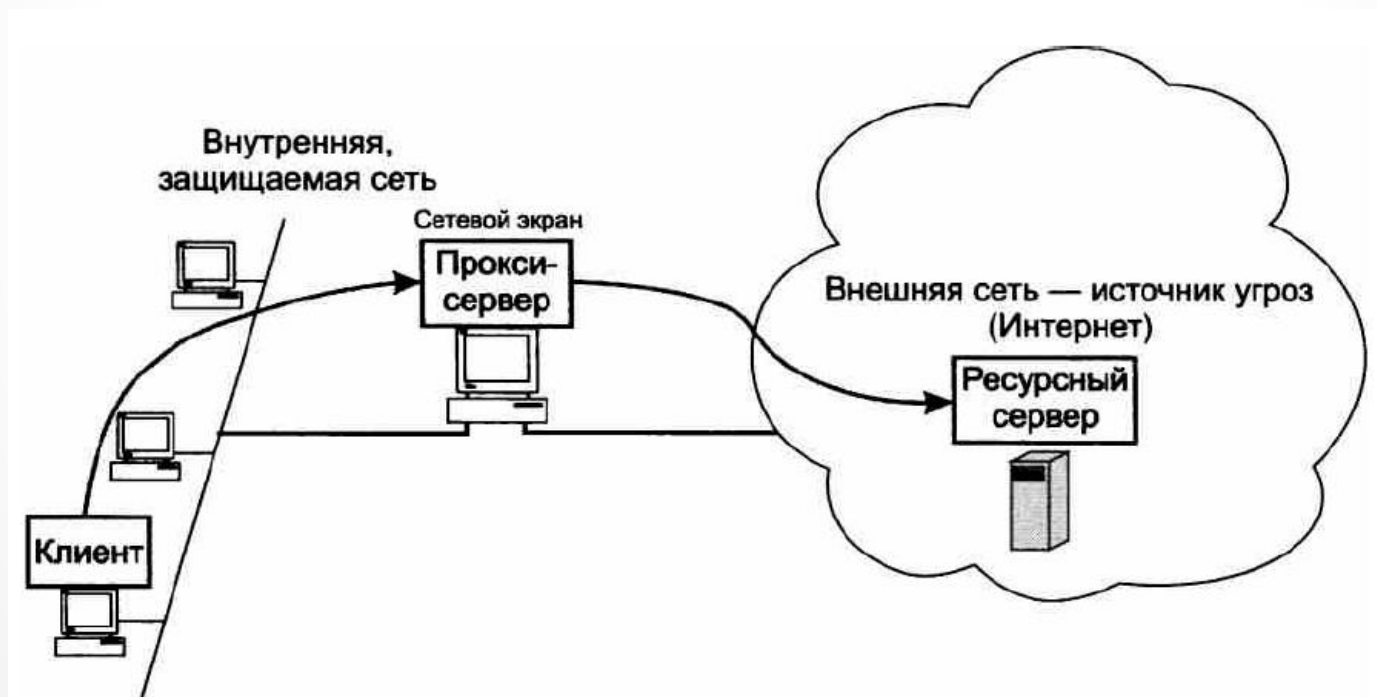 Внутренняя,
защищаемая сеть
Сетевой экран
Прокси-
сервер
Внешняя сеть — источник угроз
(Интернет)
Ресурсный
сервер
Клиент